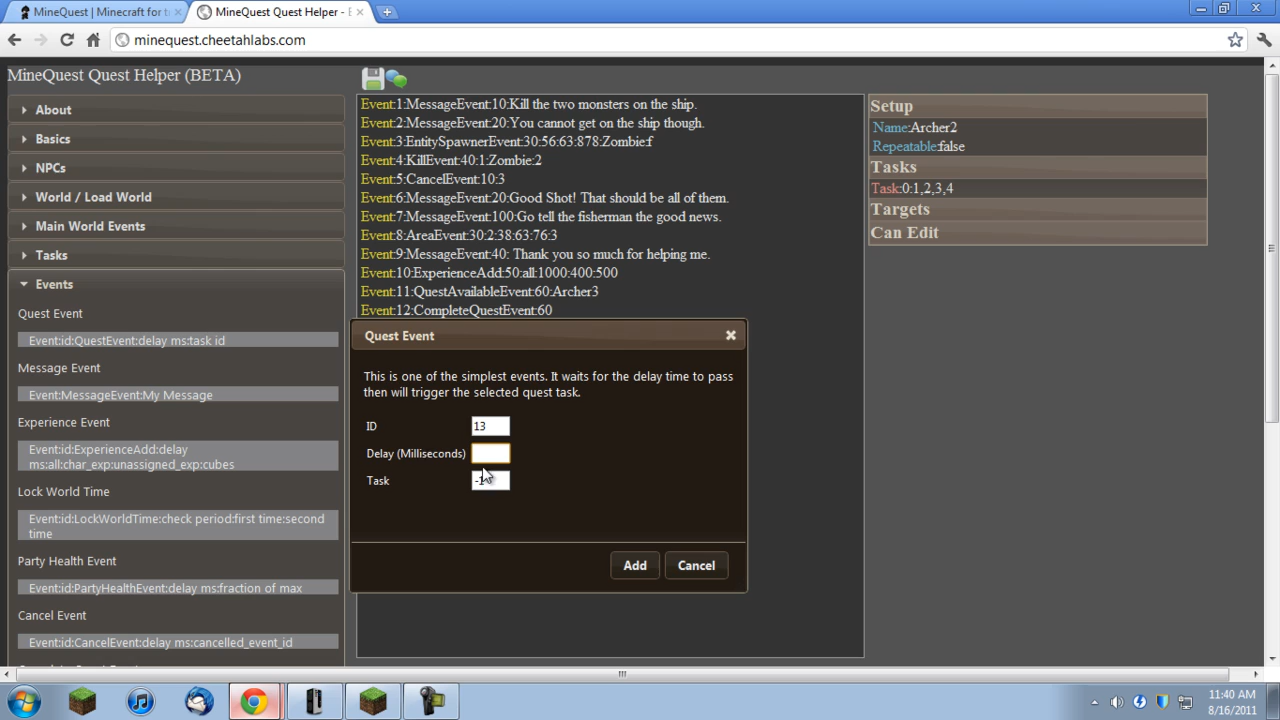 MineQuest | Minecraft for t
MineQuest Quest Helper - E
minequest.cheetahlabs.com
MineQuest Quest Helper (BETA)
About
Basics
NPCs
World / Load World
Main World Events
Tasks
Events
Quest Event
Event:id:QuestEvent:delay ms:task id
Message Event
Event:MessageEvent:My Message
Experience Event
Event:id:ExperienceAdd:delay
ms:all:char_exp:unassigned_exp:cubes
Lock World Time
Event:id:LockWorldTime:check period:first time:second
time
Party Health Event
Event:id:PartyHealthEvent:delay ms:fraction of max
Cancel Event
Event:id:CancelEvent:delay ms:cancelled_event_id
Event:1:MessageEvent:10:Kill the two monsters on the ship.
Event:2:MessageEvent:20:You cannot get on the ship though.
Event:3:EntitySpawnerEvent:30:56:63:878:Zombie:f
Event:4:KillEvent:40:1:Zombie:2
Event:5:CancelEvent:10:3
Event:6:MessageEvent:20:Good Shot! That should be all of them.
Event:7:MessageEvent:100:Go tell the fisherman the good news.
Event:8:AreaEvent:30:2:38:63:76:3
Event:9:MessageEvent:40: Thank you so much for helping me.
Event:10:ExperienceAdd:50:all:1000:400:500
Event:11:QuestAvailableEvent:60:Archer3
Event:12:CompleteQuestEvent:60
Quest Event
This is one of the simplest events. It waits for the delay time to pass
then will trigger the selected quest task.
ID 13
Delay (Milliseconds)
Task -1
Add Cancel
Setup
Name:Archer2
Repeatable:false
Tasks
Task:0:1,2,3,4
Targets
Can Edit
11:40 AM
8/16/2011